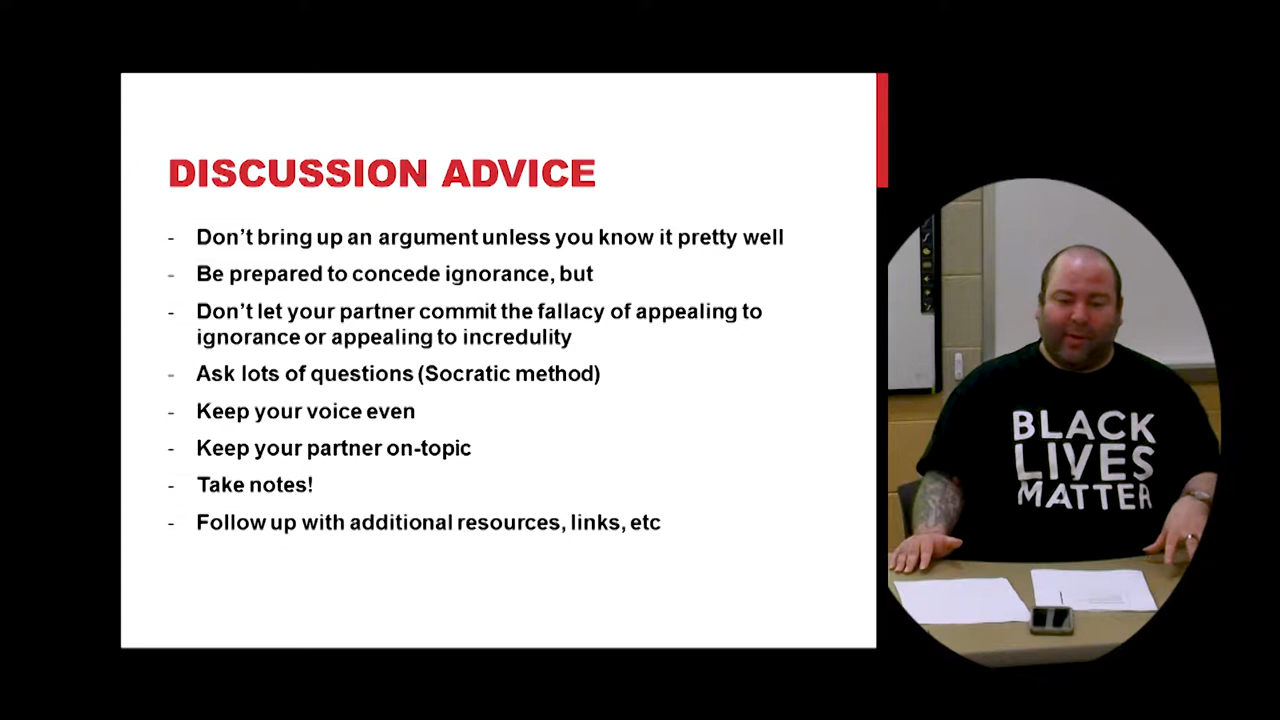 DISCUSSION ADVICE
- Don't bring up an argument unless you know it pretty well
- Be prepared to concede ignorance, but
- Don't let your partner commit the fallacy of appealing to
ignorance or appealing to incredulity
- Ask lots of questions (Socratic method)
- Keep your voice even
- Keep your partner on-topic
- Take notes!
- Follow up with additional resources, links, etc
BLACK
LIVES
MATTER